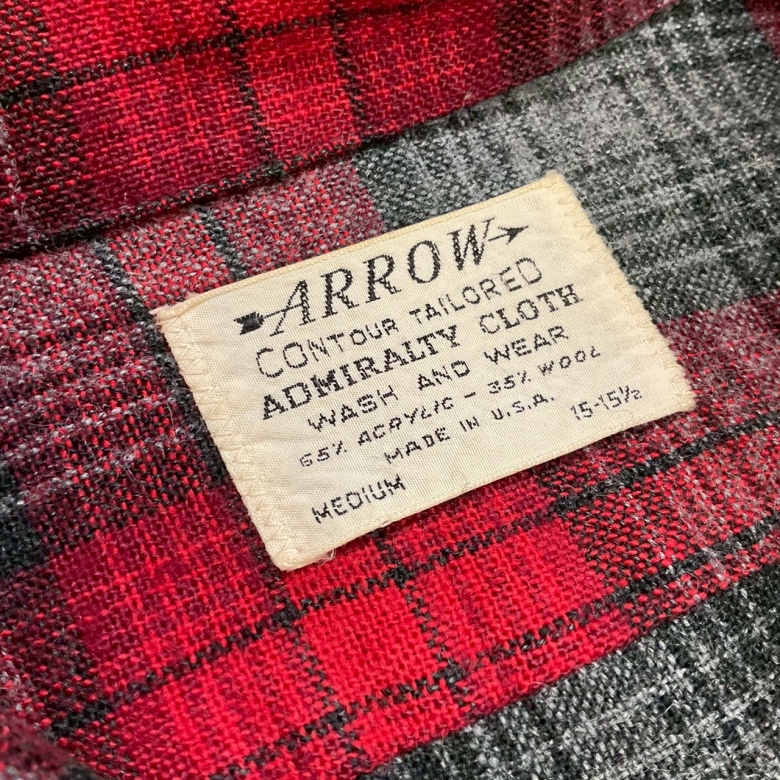 ARROW
CONTOUR TAILORED
ADMIRALTY CLOTH
WASH AND WEAR
65% ACRYLIC - 35% WOOL
MADE IN U.S.A.
MEDIUM 15-15½